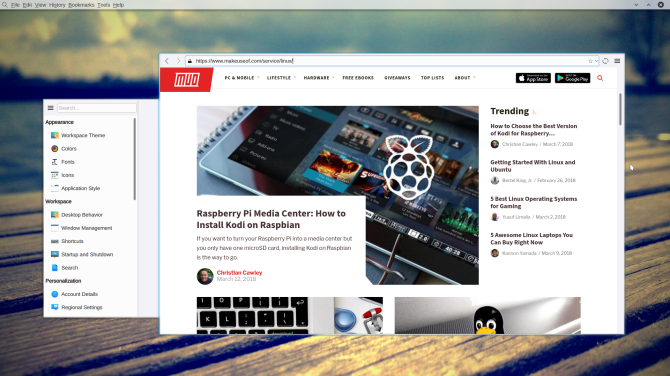 File Edit View History Bookmarks Tools Help
https://www.makeuseof.com/service/linux/
MUO
PC & MOBILE LIFESTYLE HARDWARE FREE EBOOKS GIVEAWAYS TOP LISTS ABOUT
Download on the
App Store
Google Play
Search...
Appearance
Workspace Theme
Colors
Fonts
Icons
Application Style
Workspace
Desktop Behavior
Window Management
Shortcuts
Startup and Shutdown
Search
Personalization
Account Details
Regional Settings
Raspberry Pi Media Center: How to
Install Kodi on Raspbian
If you want to turn your Raspberry Pi into a media center but
you only have one microSD card, installing Kodi on Raspbian
is the way to go.
Christian Cawley
March 12, 2018
Trending
How to Choose the Best Version
of Kodi for Raspberry...
Christian Cawley / March 7, 2018
Getting Started With Linux and
Ubuntu
Bertel King, Jr. / February 26, 2018
5 Best Linux Operating Systems
for Gaming
Yusuf Limalia / March 2, 2018
5 Awesome Linux Laptops You
Can Buy Right Now
Kannon Yamada / March 9, 2018